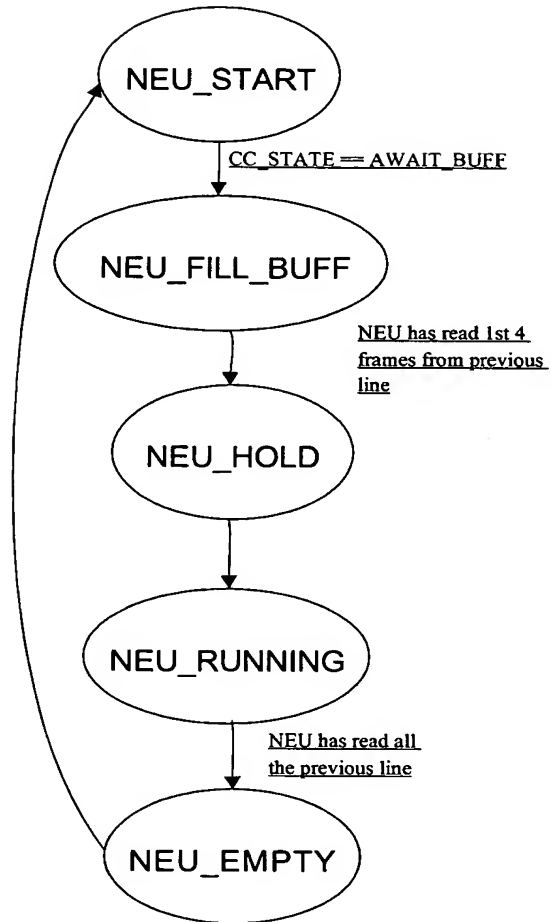 NEU_START
CC_STATE == AWAIT_BUFF
NEU_FILL_BUFF
NEU has read 1st 4
frames from previous
line
NEU_HOLD
NEU_RUNNING
NEU has read all
the previous line
NEU_EMPTY